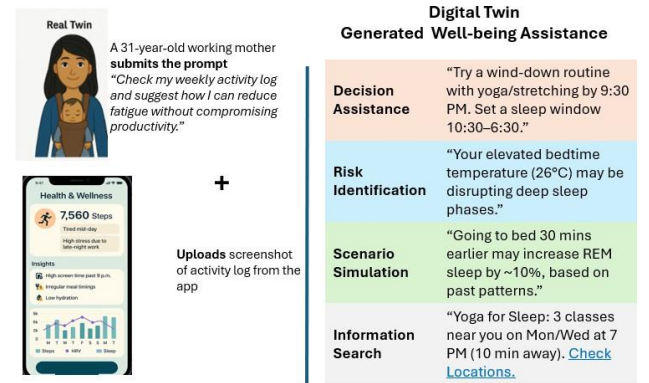 Real Twin
A 31-year-old working mother
submits the prompt
“Check my weekly activity log
and suggest how I can reduce
fatigue without compromising
productivity.”
+
Health & Wellness
7,560 Steps
Tired mid-day
High stress due to
late-night work
Insights
High screen time past 9 p.m.
Irregular meal timings
Low hydration
M T W T F S S M T
Steps HRV Sleep
Uploads screenshot
of activity log from the
app
Digital Twin
Generated Well-being Assistance
Decision
Assistance
“Try a wind-down routine
with yoga/stretching by 9:30
PM. Set a sleep window
10:30–6:30.”
Risk
Identification
“Your elevated bedtime
temperature (26°C) may be
disrupting deep sleep
phases.”
Scenario
Simulation
“Going to bed 30 mins
earlier may increase REM
sleep by ~10%, based on
past patterns.”
Information
Search
“Yoga for Sleep: 3 classes
near you on Mon/Wed at 7
PM (10 min away). Check
Locations.